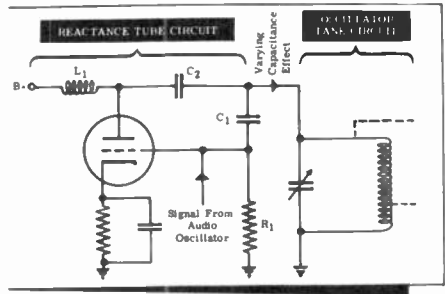 REACTANCE TUBE CIRCUIT
Varying
Capacitance
Effect
OSCILLATOR
TANK CIRCUIT
B-
L1
C2
C1
Signal From
Audio
Oscillator
R1